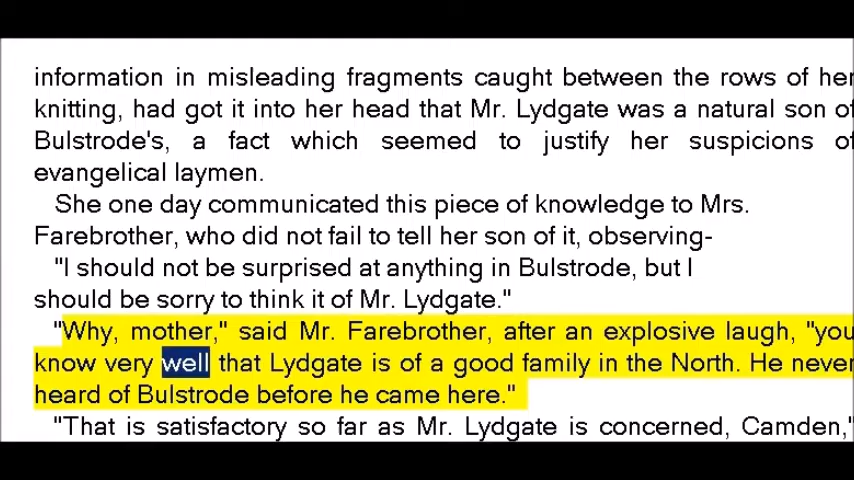 information in misleading fragments caught between the rows of her
knitting, had got it into her head that Mr. Lydgate was a natural son of
Bulstrode's, a fact which seemed to justify her suspicions of
evangelical laymen.
She one day communicated this piece of knowledge to Mrs.
Farebrother, who did not fail to tell her son of it, observing-
"I should not be surprised at anything in Bulstrode, but I
should be sorry to think it of Mr. Lydgate."
"Why, mother," said Mr. Farebrother, after an explosive laugh, "you
know very well that Lydgate is of a good family in the North. He never
heard of Bulstrode before he came here."
"That is satisfactory so far as Mr. Lydgate is concerned, Camden,"